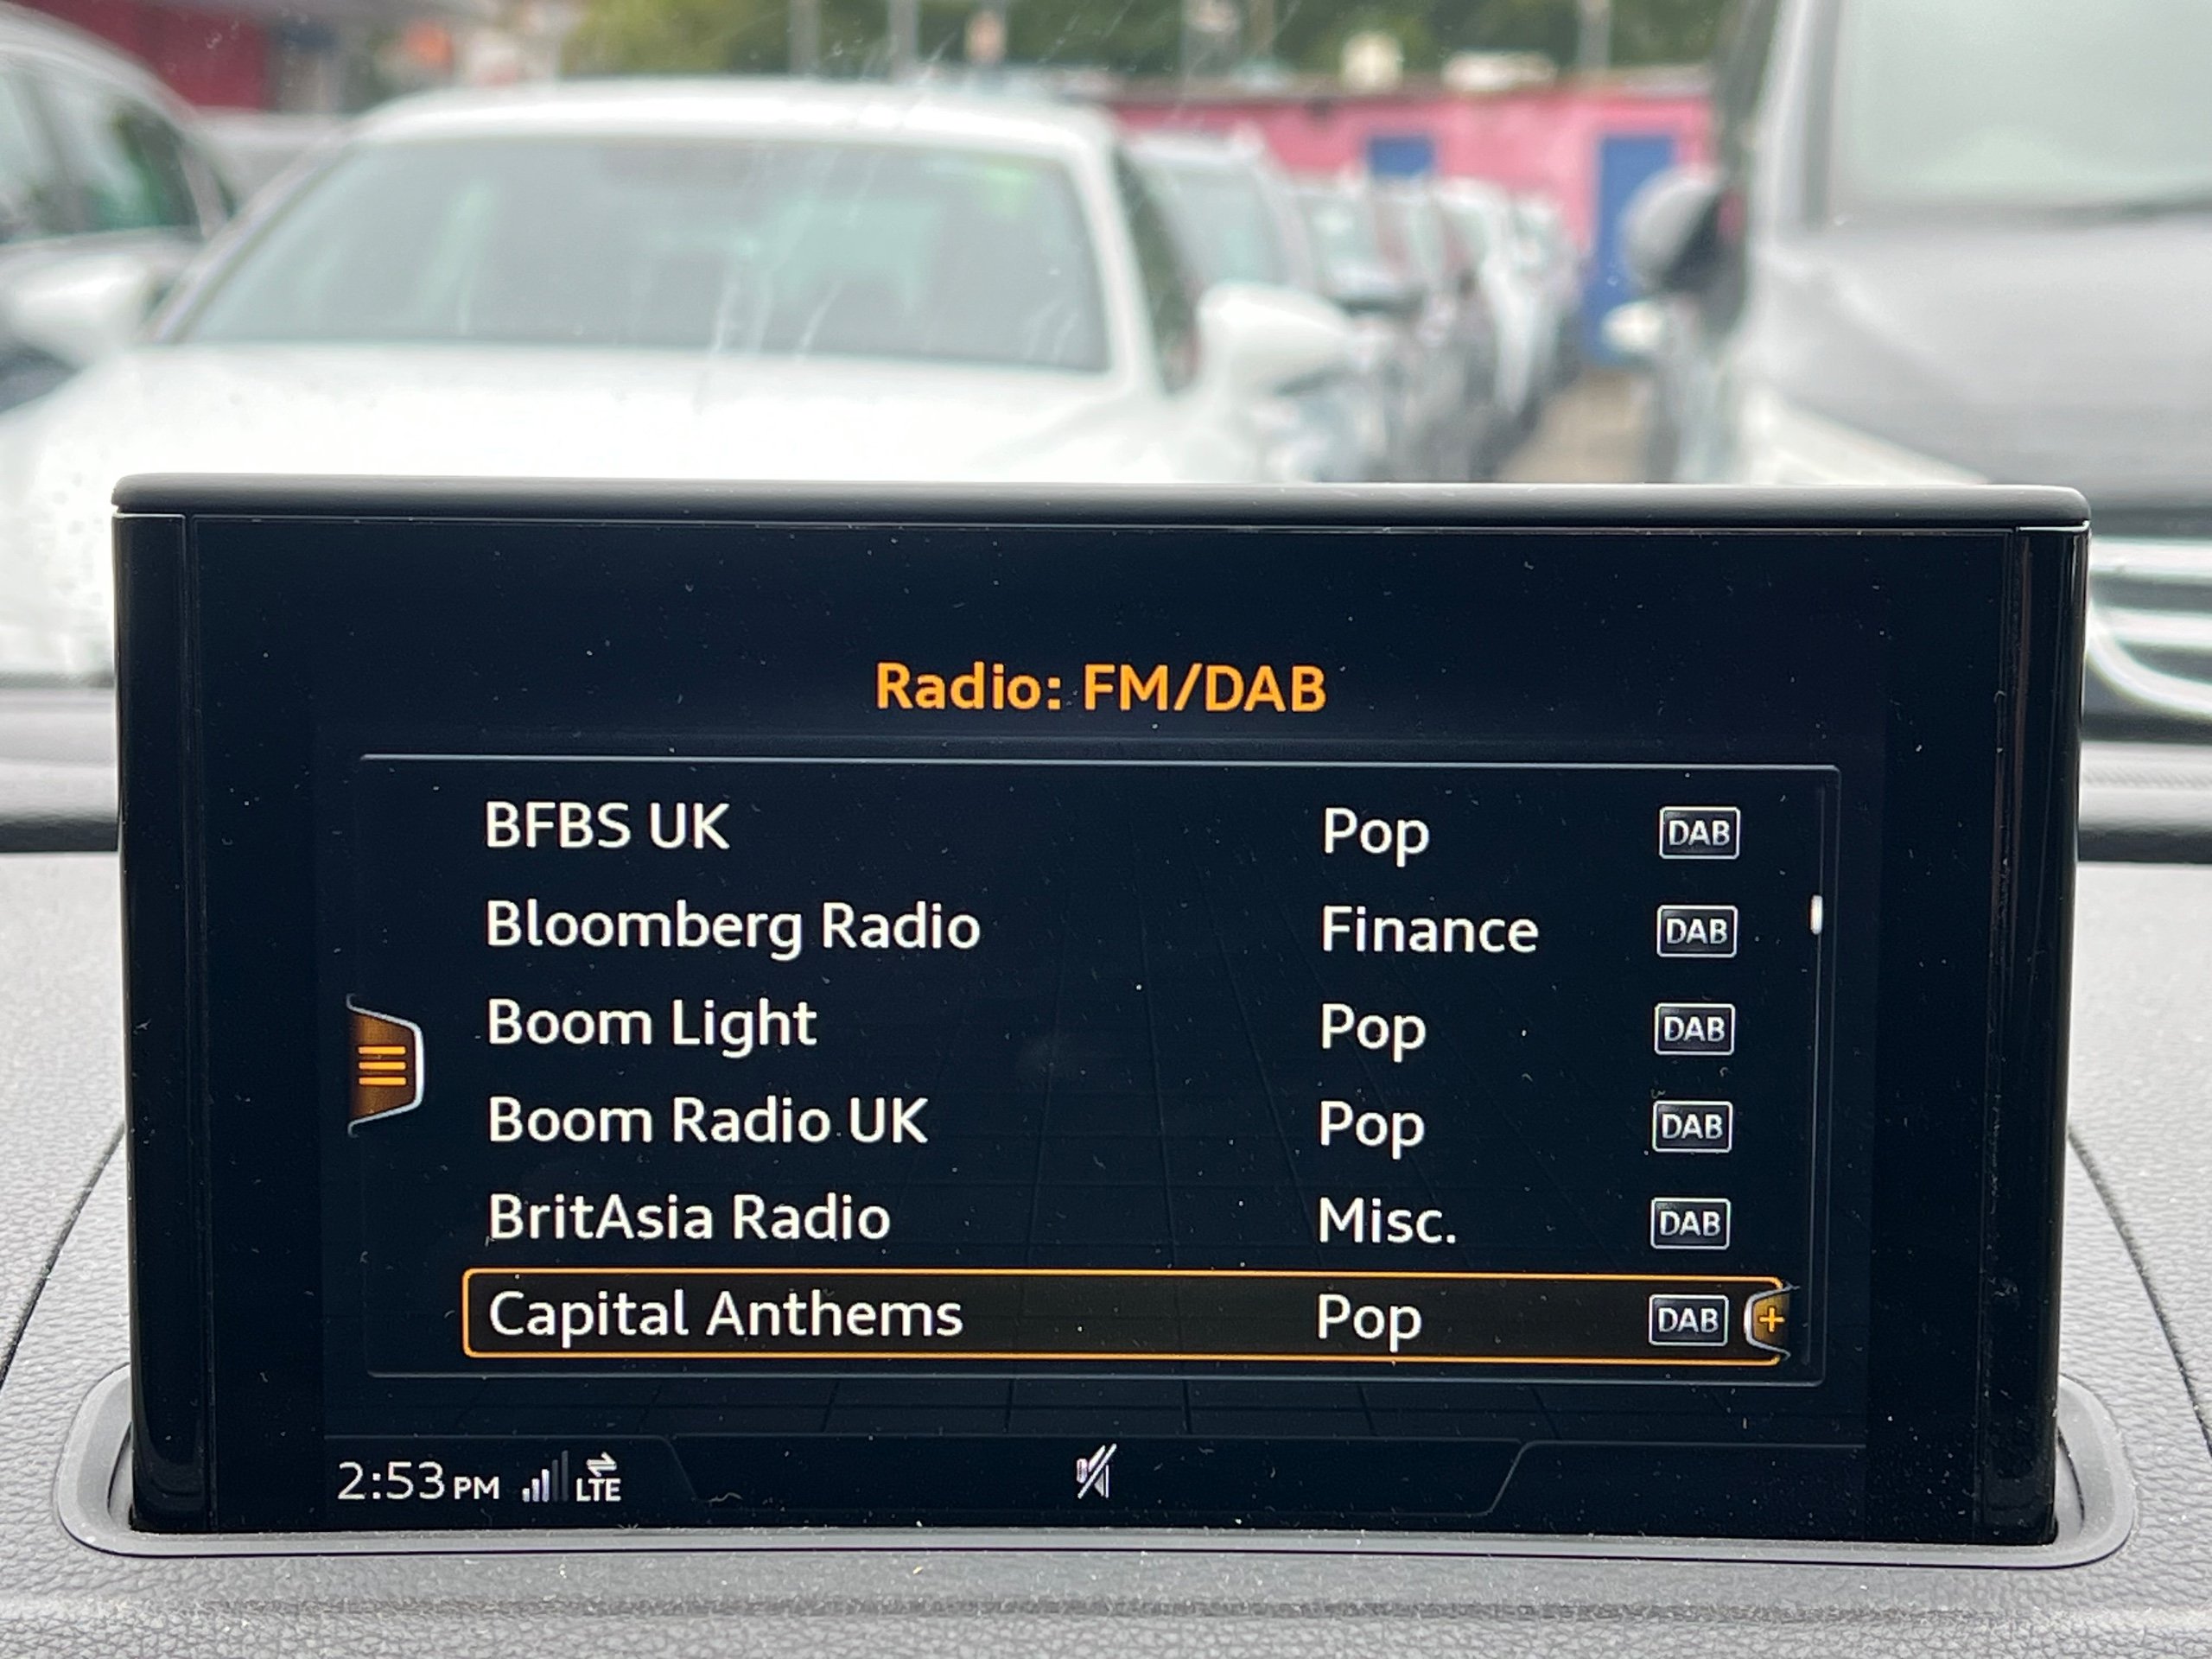 Radio: FM/DAB
BFBS UK Pop DAB
Bloomberg Radio Finance DAB
Boom Light Pop DAB
Boom Radio UK Pop DAB
BritAsia Radio Misc. DAB
Capital Anthems Pop DAB +
2:53 PM LTE